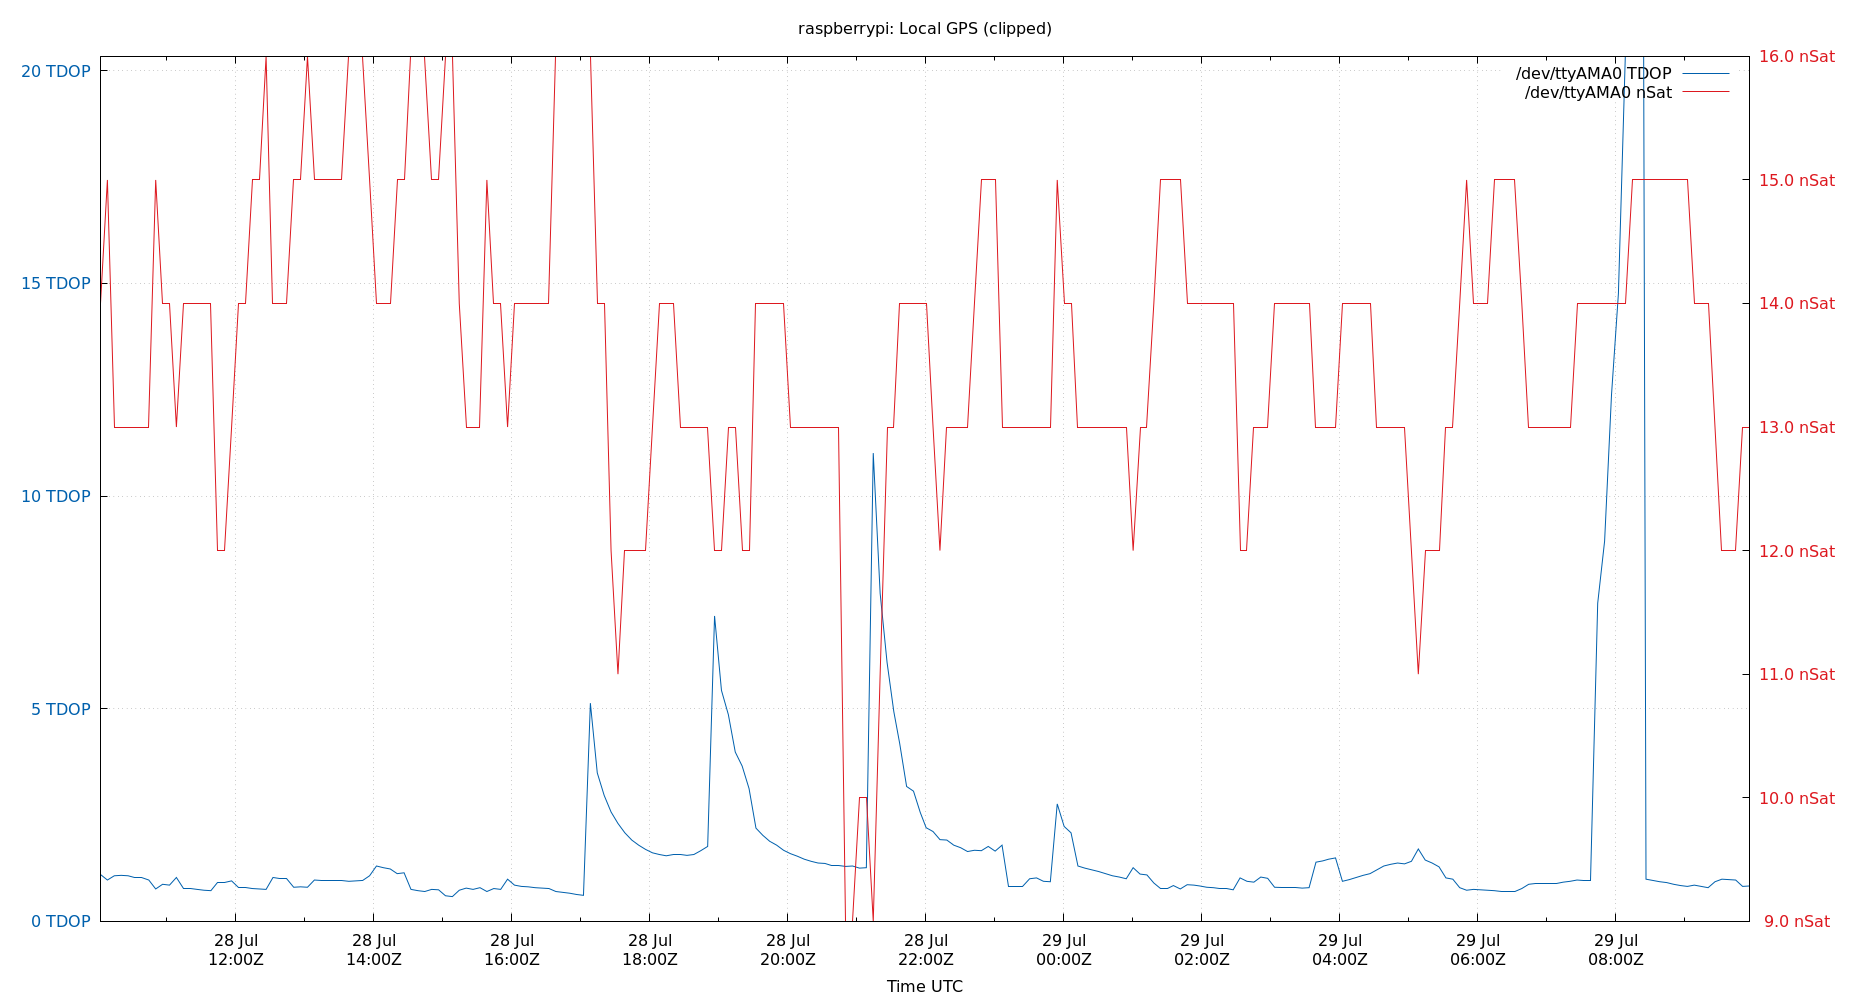 raspberrypi: Local GPS (clipped)
20 TDOP
15 TDOP
10 TDOP
5 TDOP
0 TDOP
16.0 nSat
15.0 nSat
14.0 nSat
13.0 nSat
12.0 nSat
11.0 nSat
10.0 nSat
9.0 nSat
/dev/ttyAMA0 TDOP
/dev/ttyAMA0 nSat
28 Jul
12:00Z
28 Jul
14:00Z
28 Jul
16:00Z
28 Jul
18:00Z
28 Jul
20:00Z
28 Jul
22:00Z
29 Jul
00:00Z
29 Jul
02:00Z
29 Jul
04:00Z
29 Jul
06:00Z
29 Jul
08:00Z
Time UTC